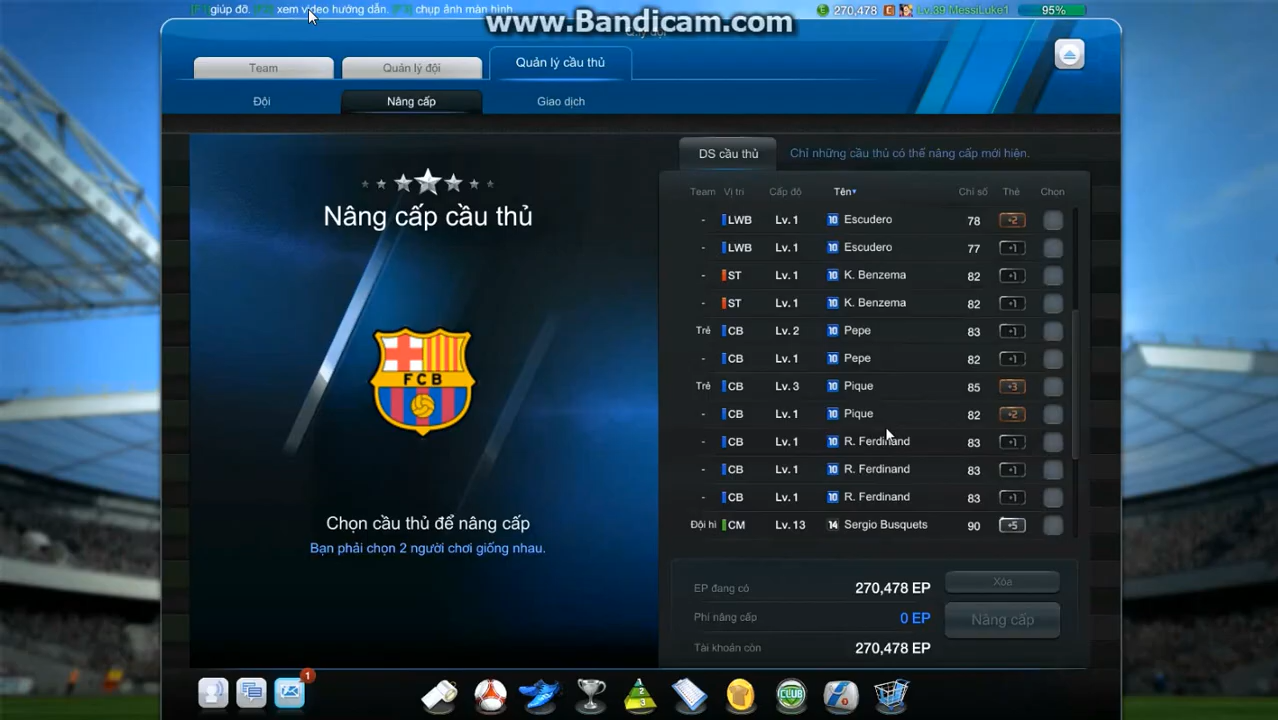 [F1] giúp đỡ. [F2] xem video hướng dẫn. [F3] chụp ảnh màn hình
www.Bandicam.com
E 270,478 C Lv.39 MessiLuke1 95%
Team Quản lý đội Quản lý cầu thủ
Đội Nâng cấp Giao dịch
DS cầu thủ Chỉ những cầu thủ có thể nâng cấp mới hiện.
Nâng cấp cầu thủ
FCB
Chọn cầu thủ để nâng cấp
Bạn phải chọn 2 người chơi giống nhau.
Team Vị trí Cấp độ Tên Chỉ số Thẻ Chọn
- LWB Lv. 1 10 Escudero 78 +2
- LWB Lv. 1 10 Escudero 77 +1
- ST Lv. 1 10 K. Benzema 82 +1
- ST Lv. 1 10 K. Benzema 82 +1
Trẻ CB Lv. 2 10 Pepe 83 +1
- CB Lv. 1 10 Pepe 82 +1
Trẻ CB Lv. 3 10 Pique 85 +3
- CB Lv. 1 10 Pique 82 +2
- CB Lv. 1 10 R. Ferdinand 83 +1
- CB Lv. 1 10 R. Ferdinand 83 +1
- CB Lv. 1 10 R. Ferdinand 83 +1
Đội hì CM Lv. 13 14 Sergio Busquets 90 +5
EP đang có 270,478 EP Xóa
Phí nâng cấp 0 EP Nâng cấp
Tài khoản còn 270,478 EP
1
2
3
CLUB
0